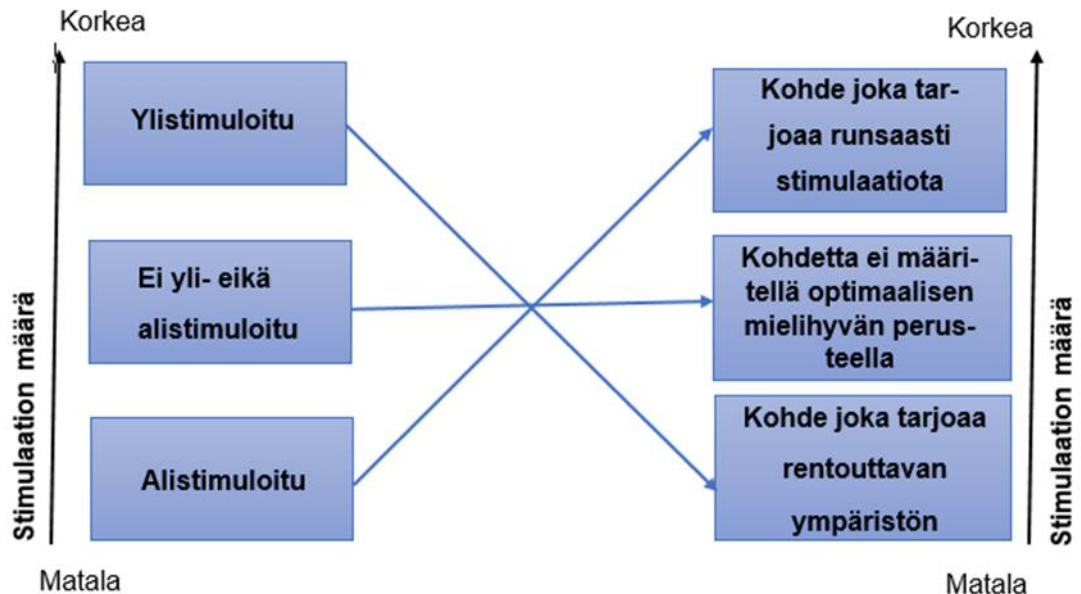 Korkea
Ylistimuloitu
Ei yli- eikä
alistimuloitu
Alistimuloitu
Stimulaation määrä
Matala
Korkea
Kohde joka tar-
joaa runsaasti
stimulaatiota
Kohdetta ei määri-
tellä optimaalisen
mielihyvän perus-
teella
Kohde joka tarjoaa
rentouttavan
ympäristön
Stimulaation määrä
Matala